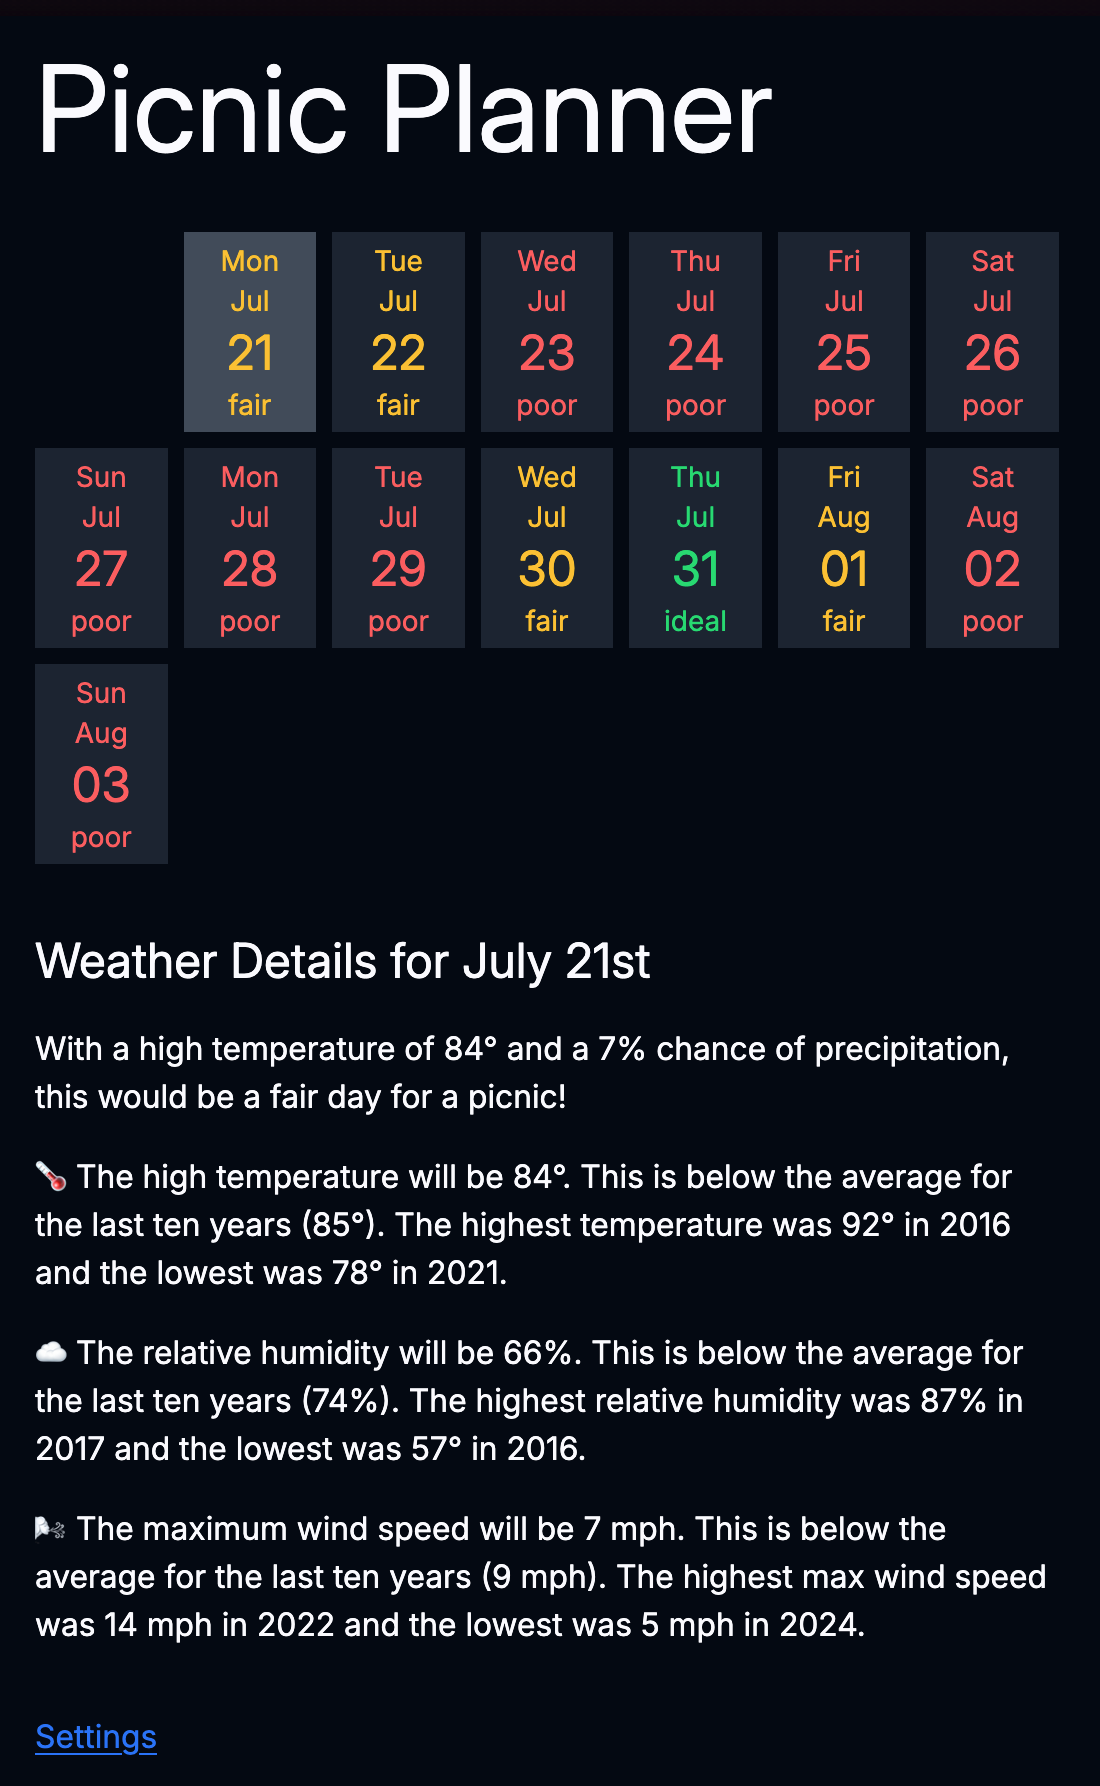 Picnic Planner
Mon Tue Wed Thu Fri Sat
Jul Jul Jul Jul Jul Jul
21 22 23 24 25 26
fair fair poor poor poor poor
Sun Mon Tue Wed Thu Fri Sat
Jul Jul Jul Jul Jul Aug Aug
27 28 29 30 31 01 02
poor poor poor fair ideal fair poor
Sun
Aug
03
poor
Weather Details for July 21st
With a high temperature of 84° and a 7% chance of precipitation,
this would be a fair day for a picnic!
The high temperature will be 84°. This is below the average for
the last ten years (85°). The highest temperature was 92° in 2016
and the lowest was 78° in 2021.
The relative humidity will be 66%. This is below the average for
the last ten years (74%). The highest relative humidity was 87% in
2017 and the lowest was 57° in 2016.
The maximum wind speed will be 7 mph. This is below the
average for the last ten years (9 mph). The highest max wind speed
was 14 mph in 2022 and the lowest was 5 mph in 2024.
Settings